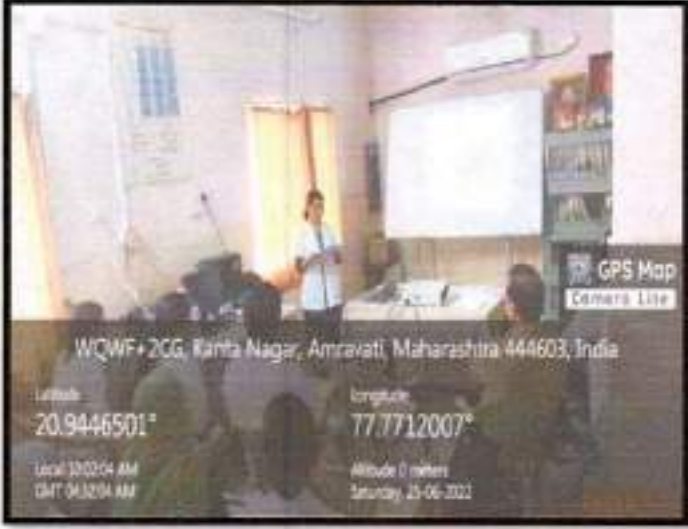 GPS Map
Camera Lite
WQWF+2CG, Kanta Nagar, Amravati, Maharashtra 444603, India
Latitude
20.9446501°
Longitude
77.7712007°
Local 10:02:04 AM
GMT 04:32:04 AM
Altitude 0 meters
Saturday, 25-06-2022